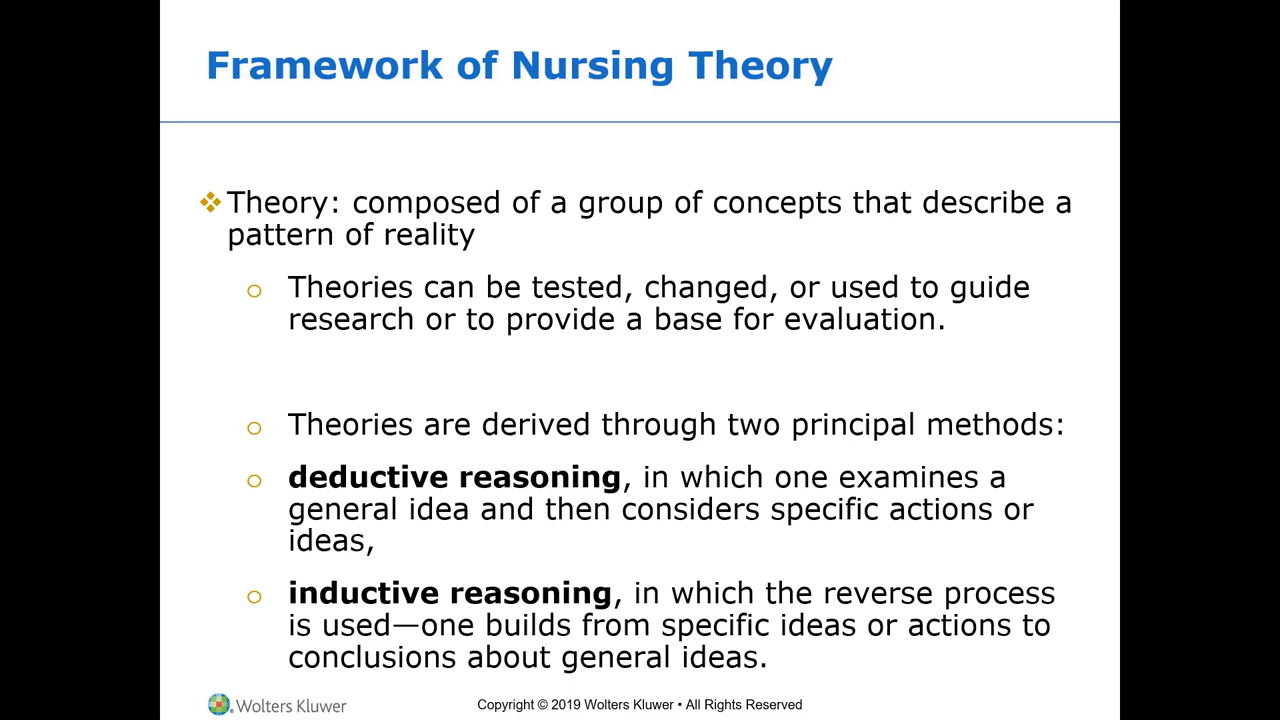 Framework of Nursing Theory
❖Theory: composed of a group of concepts that describe a
pattern of reality
o Theories can be tested, changed, or used to guide
research or to provide a base for evaluation.
o Theories are derived through two principal methods:
o deductive reasoning, in which one examines a
general idea and then considers specific actions or
ideas,
o inductive reasoning, in which the reverse process
is used—one builds from specific ideas or actions to
conclusions about general ideas.
Wolters Kluwer
Copyright © 2019 Wolters Kluwer • All Rights Reserved